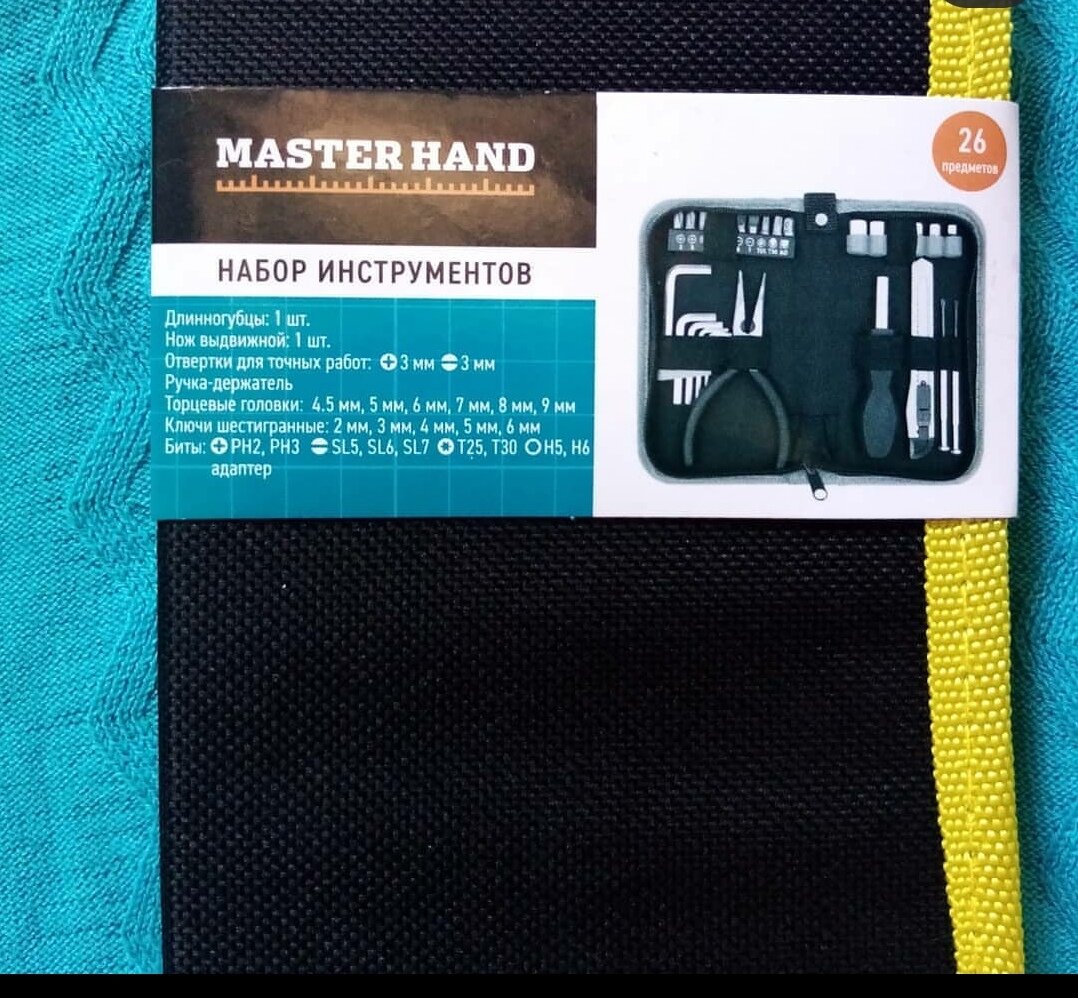 MASTER HAND
26
предметов
НАБОР ИНСТРУМЕНТОВ
Длинногубцы: 1 шт.
Нож выдвижной: 1 шт.
Отвертки для точных работ: 3 мм 3 мм
Ручка-держатель
Торцевые головки: 4.5 мм, 5 мм, 6 мм, 7 мм, 8 мм, 9 мм
Ключи шестигранные: 2 мм, 3 мм, 4 мм, 5 мм, 6 мм
Биты: PH2, PH3 SL5, SL6, SL7 T25, T30 H5, H6
адаптер